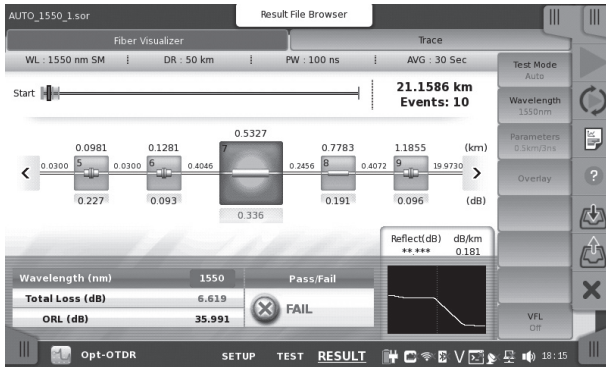 AUTO_1550_1.sor
Result File Browser
Fiber Visualizer
Trace
WL : 1550 nm SM
DR : 50 km
PW : 100 ns
AVG : 30 Sec
Start
21.1586 km
Events: 10
0.0981 0.1281 0.5327 0.7783 1.1855 (km)
0.0300 5 0.0300 6 0.4046 7 0.2456 8 0.4072 9 19.9730
0.227 0.093 0.336 0.191 0.096 (dB)
Reflect(dB) dB/km
**.*** 0.181
Wavelength (nm) 1550 Pass/Fail
Total Loss (dB) 6.619
ORL (dB) 35.991
FAIL
Test Mode
Auto
Wavelength
1550nm
Parameters
0.5km/3ns
Overlay
VFL
Off
Opt-OTDR SETUP TEST RESULT 18:15